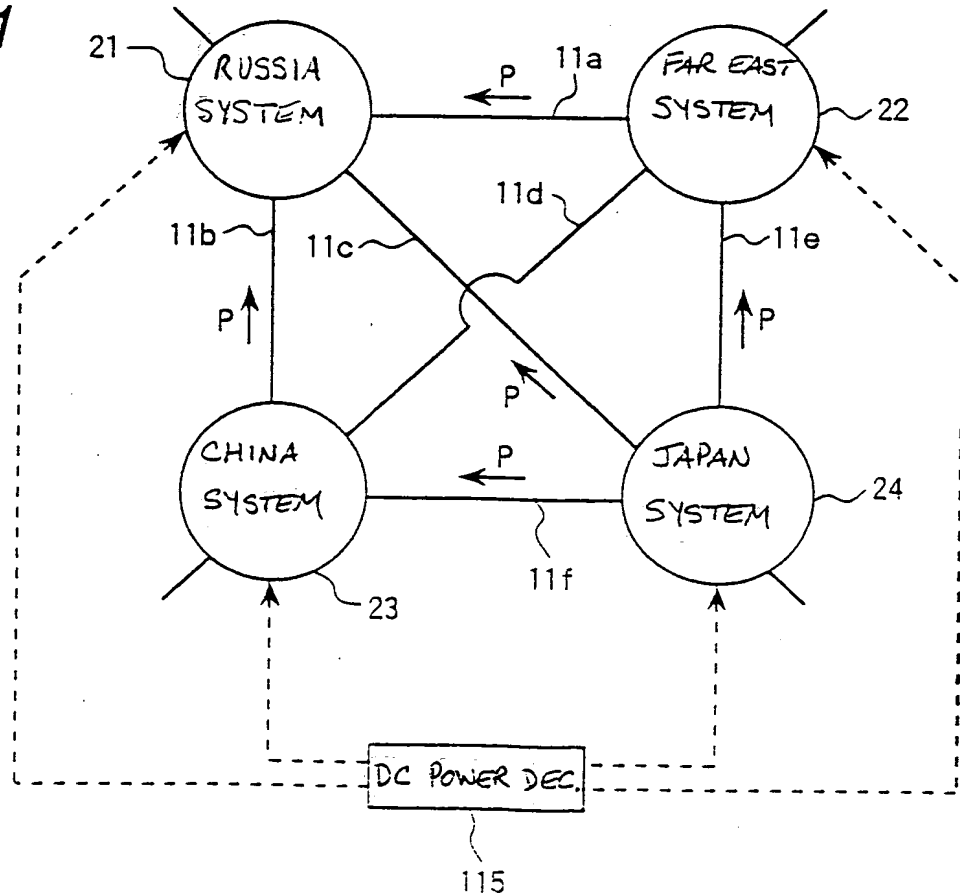 21
RUSSIA
SYSTEM
P
11a
FAR EAST
SYSTEM
22
11b
11c
11d
11e
P
P
P
CHINA
SYSTEM
P
JAPAN
SYSTEM
24
23
11f
DC POWER DEC.
115